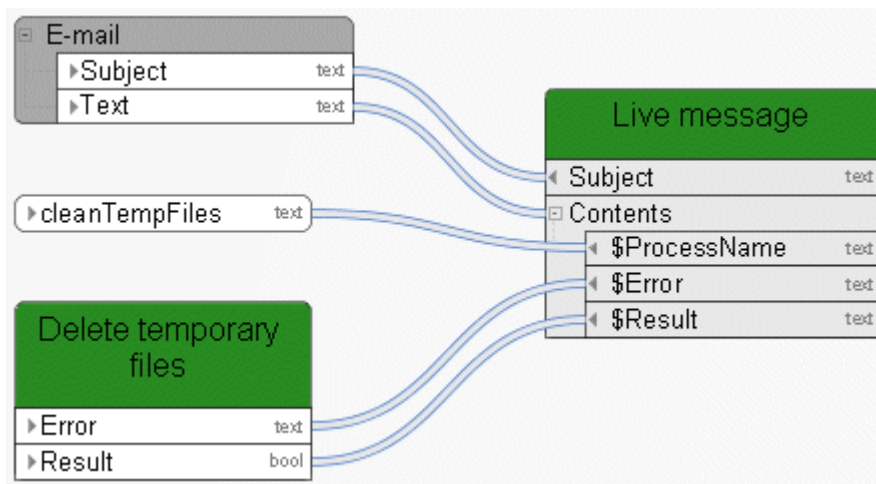 E-mail
Subject text
Text text
Live message
Subject text
Contents
cleanTempFiles text
$ProcessName text
$Error text
$Result text
Delete temporary
files
Error text
Result bool